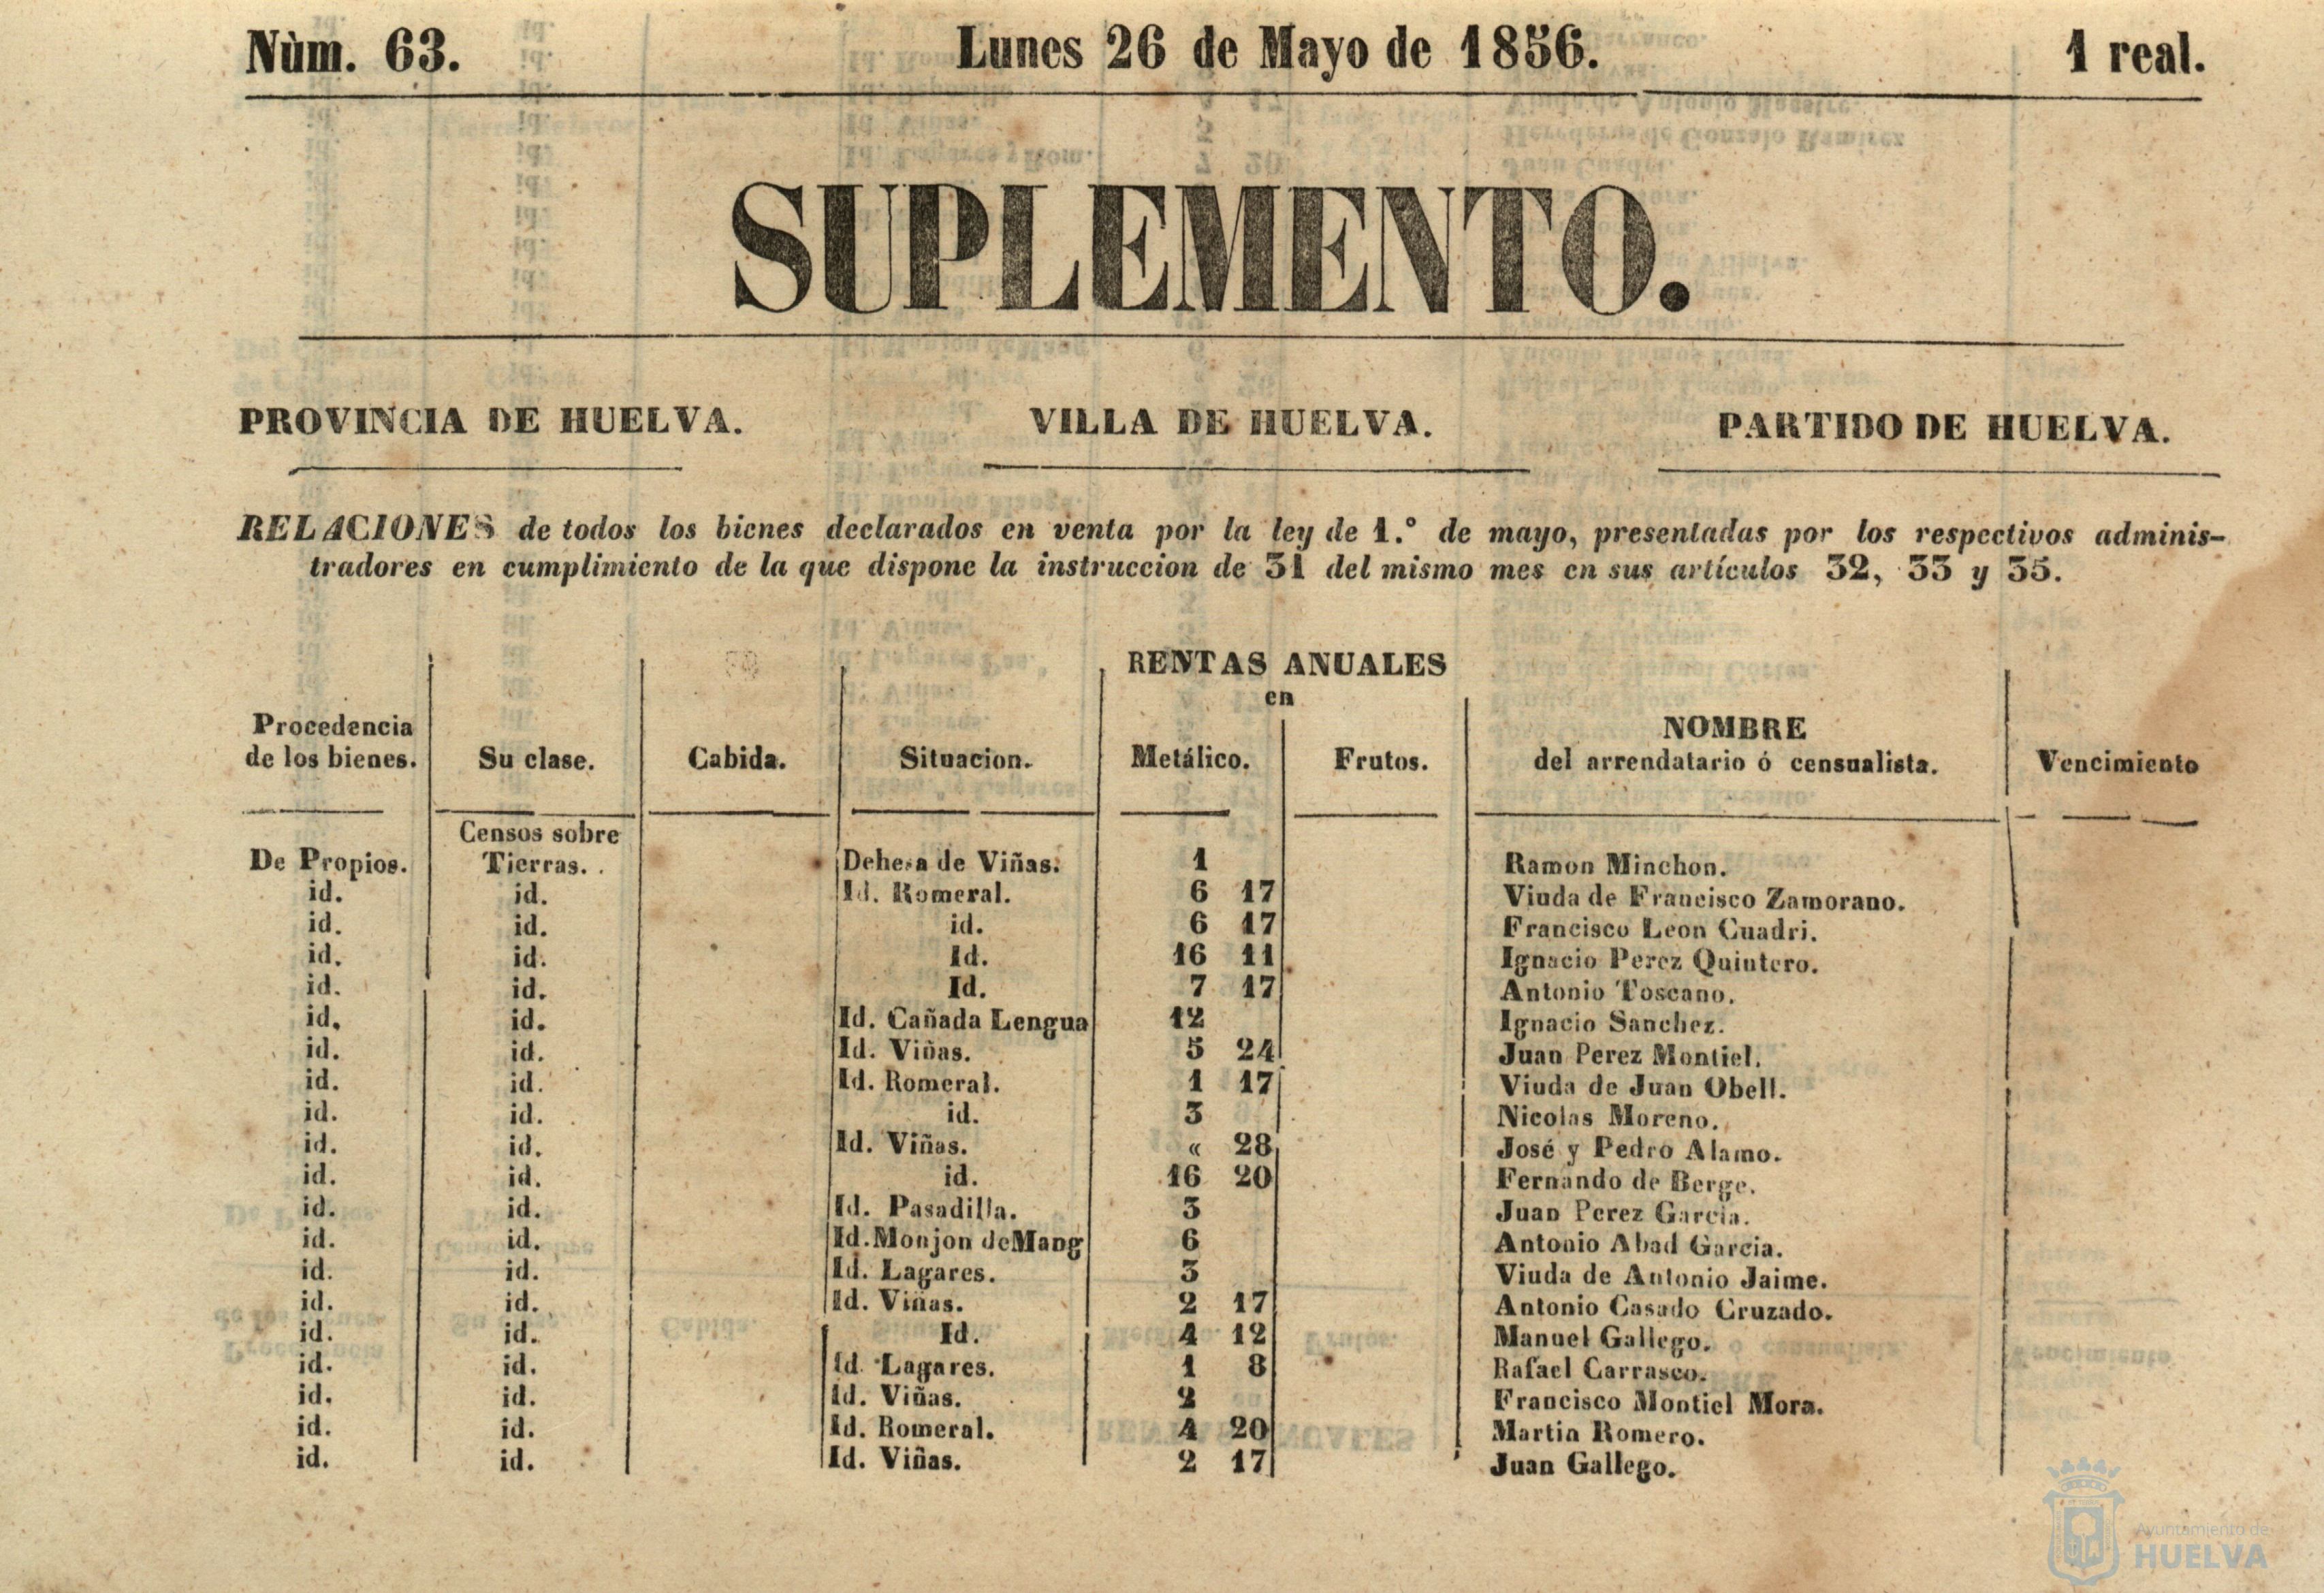 Nùm. 63. Lunes 26 de Mayo de 1856. 1 real.
SUPLEMENTO.
PROVINCIA DE HUELVA. VILLA DE HUELVA. PARTIDO DE HUELVA.
RELACIONES de todos los bienes declarados en venta por la ley de 1.º de mayo, presentadas por los respectivos adminis-
tradores en cumplimiento de la que dispone la instruccion de 31 del mismo mes en sus artículos 32, 33 y 35.
RENTAS ANUALES
en
Procedencia NOMBRE
de los bienes. Su clase. Cabida. Situacion. Metálico. Frutos. del arrendatario ó censualista. Vencimiento
Censos sobre
De Propios. Tierras. Dehesa de Viñas. 1 Ramon Minchon.
id. id. Id. Romeral. 6 17 Viuda de Francisco Zamorano.
id. id. id. 6 17 Francisco Leon Cuadri.
id. id. Id. 16 11 Ignacio Perez Quintero.
id. id. Id. 7 17 Antonio Toscano.
id. id. Id. Cañada Lengua 12 Ignacio Sanchez.
id. id. Id. Viñas. 5 24 Juan Perez Montiel.
id. id. Id. Romeral. 1 17 Viuda de Juan Obell.
id. id. id. 3 Nicolas Moreno.
id. id. Id. Viñas. « 28 José y Pedro Alamo.
id. id. id. 16 20 Fernando de Berge.
id. id. Id. Pasadilla. 3 Juan Perez Garcia.
id. id. Id. Monjon de Mang 6 Antonio Abad Garcia.
id. id. Id. Lagares. 3 Viuda de Antonio Jaime.
id. id. Id. Viñas. 2 17 Antonio Casado Cruzado.
id. id. Id. 4 12 Manuel Gallego.
id. id. Id. Lagares. 1 8 Rafael Carrasco.
id. id. Id. Viñas. 2 Francisco Montiel Mora.
id. id. Id. Romeral. 4 20 Martin Romero.
id. id. Id. Viñas. 2 17 Juan Gallego.
Ayuntamiento de
HUELVA